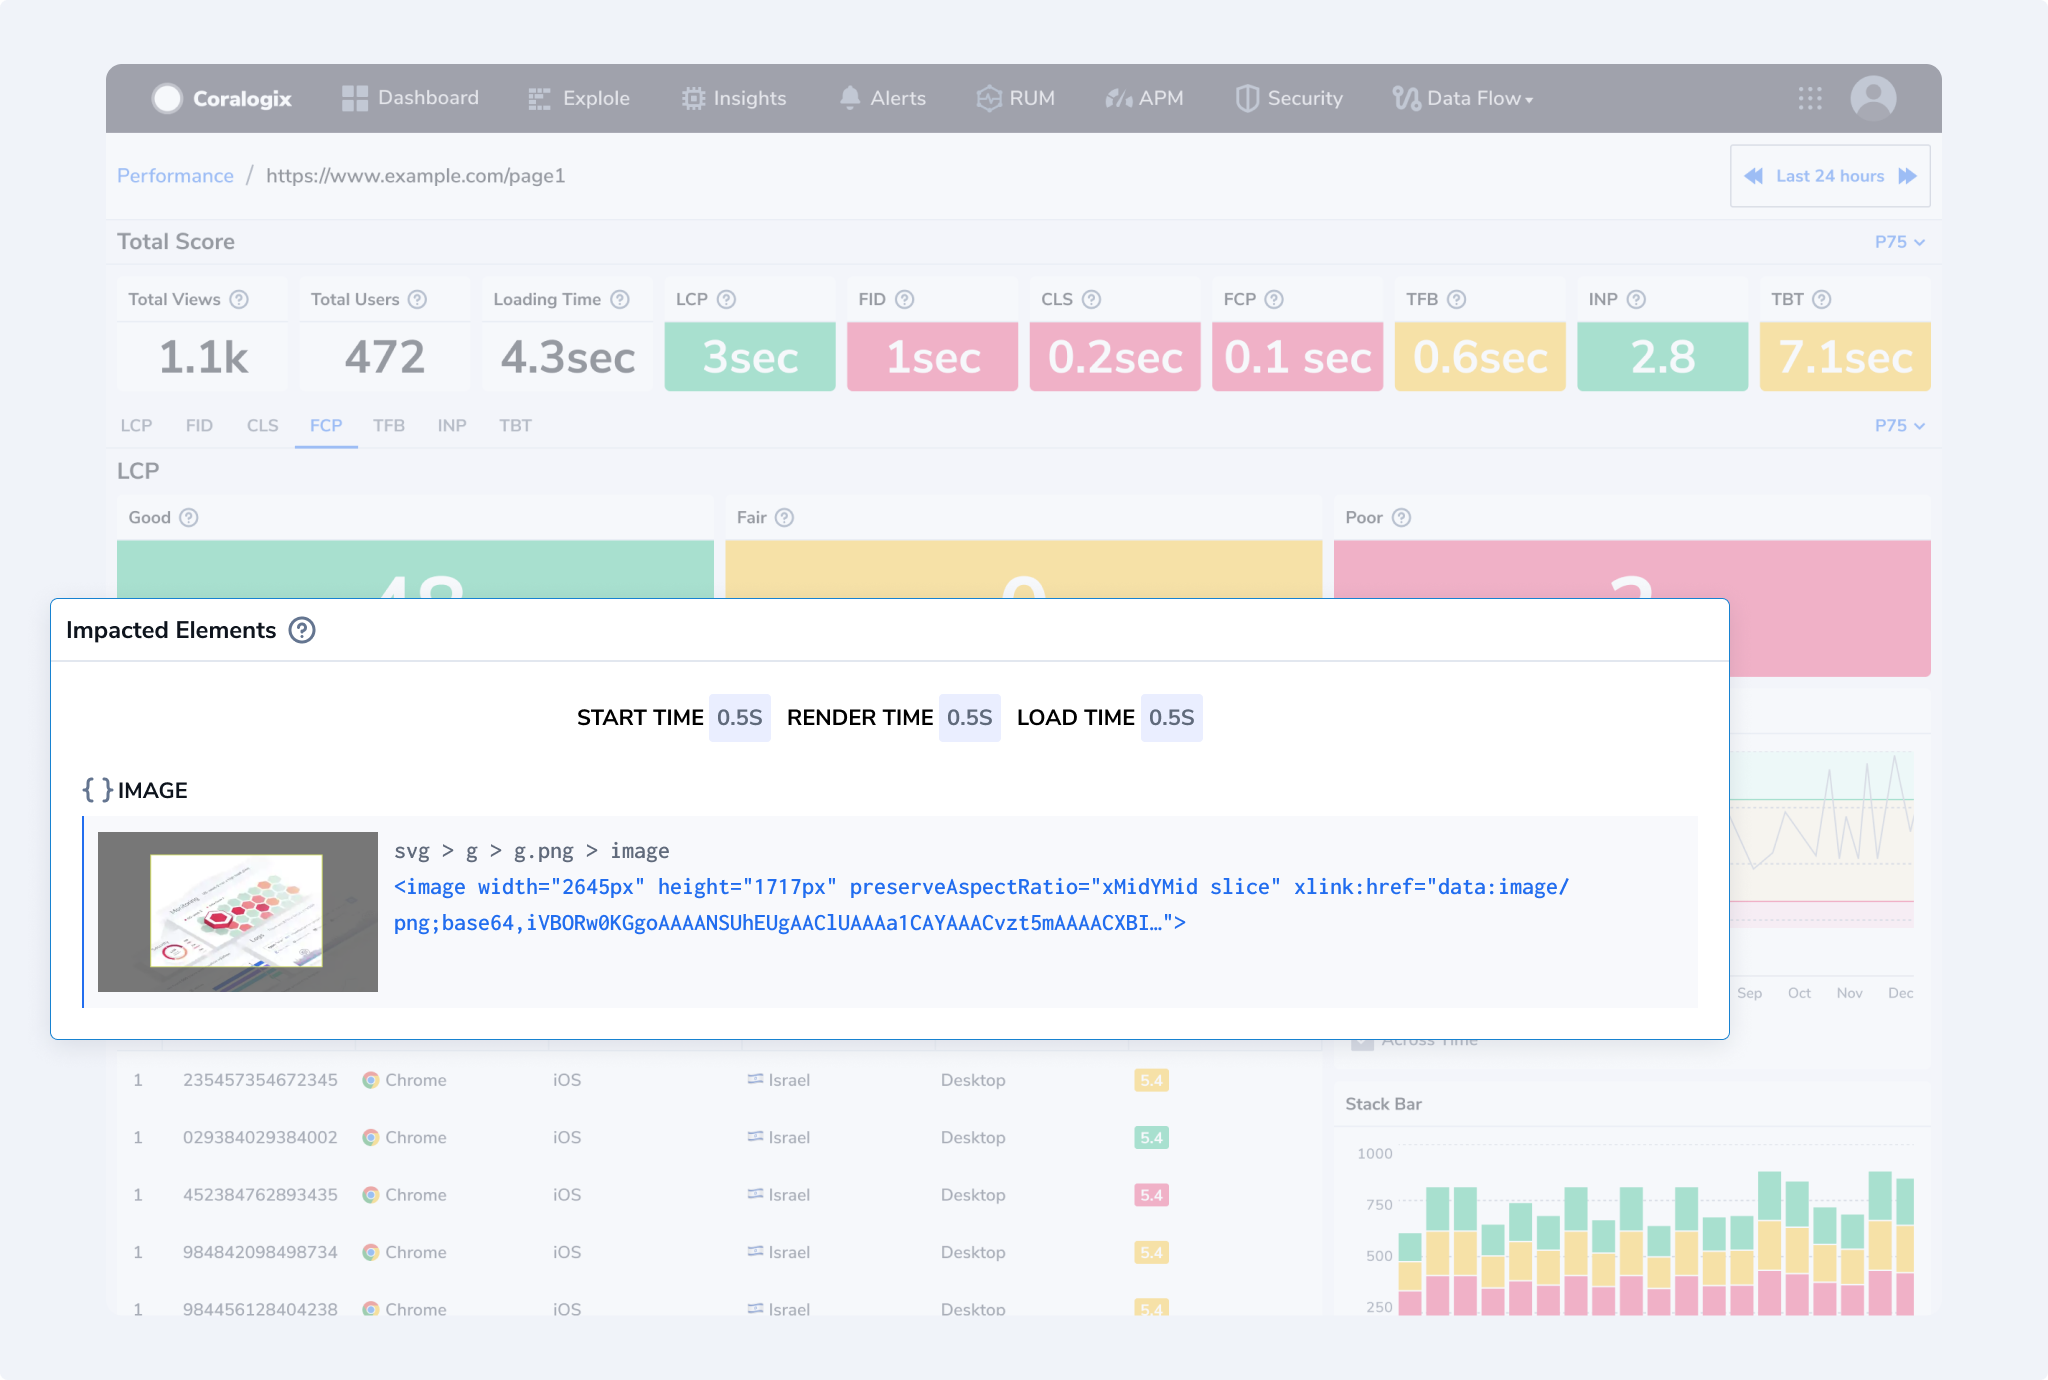 Coralogix Dashboard Explole Insights Alerts RUM APM Security Data Flow
Performance / https://www.example.com/page1 Last 24 hours
Total Score P75
Total Views Total Users Loading Time LCP FID CLS FCP TFB INP TBT
1.1k 472 4.3sec 3sec 1sec 0.2sec 0.1 sec 0.6sec 2.8 7.1sec
LCP FID CLS FCP TFB INP TBT P75
LCP
Good Fair Poor
48 0
Impacted Elements
START TIME 0.5S RENDER TIME 0.5S LOAD TIME 0.5S
{ } IMAGE
svg > g > g.png > image
<image width="2645px" height="1717px" preserveAspectRatio="xMidYMid slice" xlink:href="data:image/
png;base64,iVBORw0KGgoAAAANSUhEUgAAClUAAAa1CAYAAACvzt5mAAAACXBI…">
Sep Oct Nov Dec
Across Time
1 235457354672345 Chrome iOS Israel Desktop 5.4
1 029384029384002 Chrome iOS Israel Desktop 5.4
1 452384762893435 Chrome iOS Israel Desktop 5.4
1 984842098498734 Chrome iOS Israel Desktop 5.4
1 984456128404238 Chrome iOS Israel Desktop 5.4
Stack Bar
1000
750
500
250